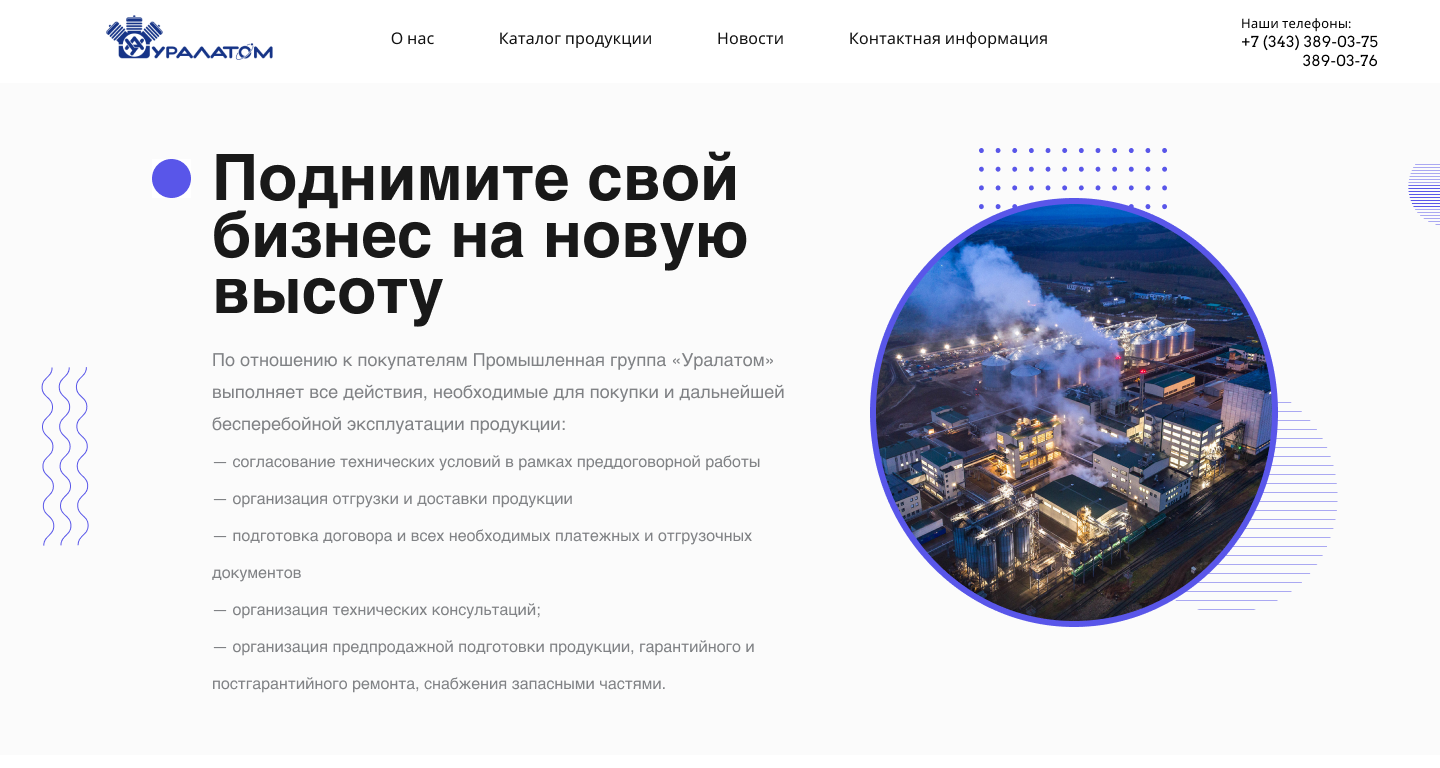 УРАЛАТОМ
О нас
Каталог продукции
Новости
Контактная информация
Наши телефоны:
+7 (343) 389-03-75
389-03-76
Поднимите свой
бизнес на новую
высоту
По отношению к покупателям Промышленная группа «Уралатом»
выполняет все действия, необходимые для покупки и дальнейшей
бесперебойной эксплуатации продукции:
— согласование технических условий в рамках преддоговорной работы
— организация отгрузки и доставки продукции
— подготовка договора и всех необходимых платежных и отгрузочных
документов
— организация технических консультаций;
— организация предпродажной подготовки продукции, гарантийного и
постгарантийного ремонта, снабжения запасными частями.